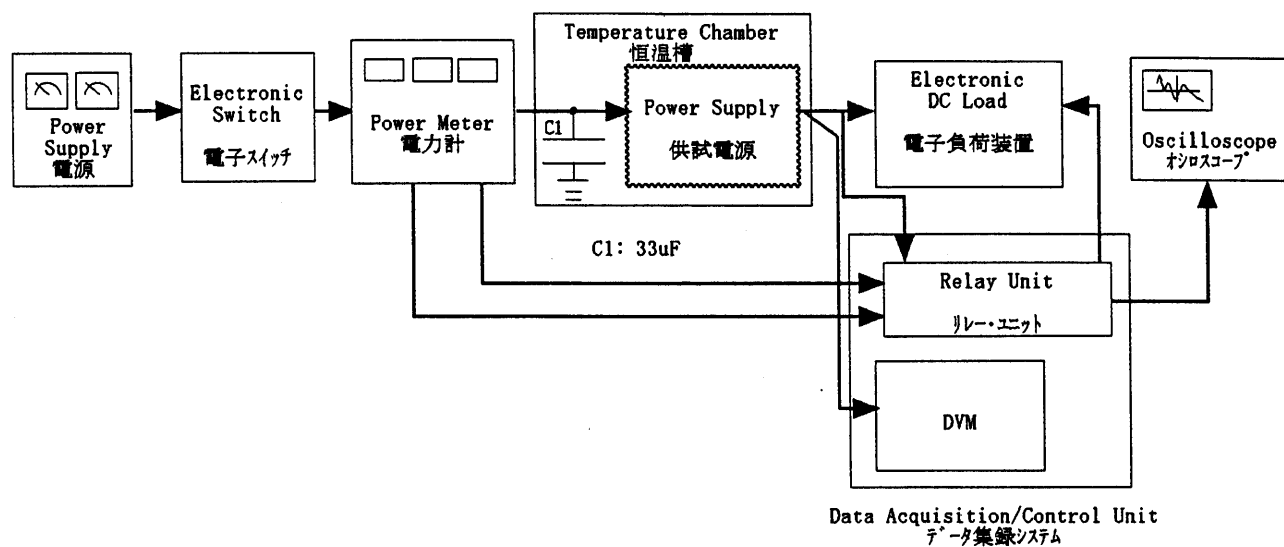 Power
Supply
電源
Electronic
Switch
電子スイッチ
Power Meter
電力計
Temperature Chamber
恒温槽
C1
Power Supply
供試電源
Electronic
DC Load
電子負荷装置
Oscilloscope
オシロスコープ
C1: 33uF
Relay Unit
リレー・ユニット
DVM
Data Acquisition/Control Unit
データ集録システム